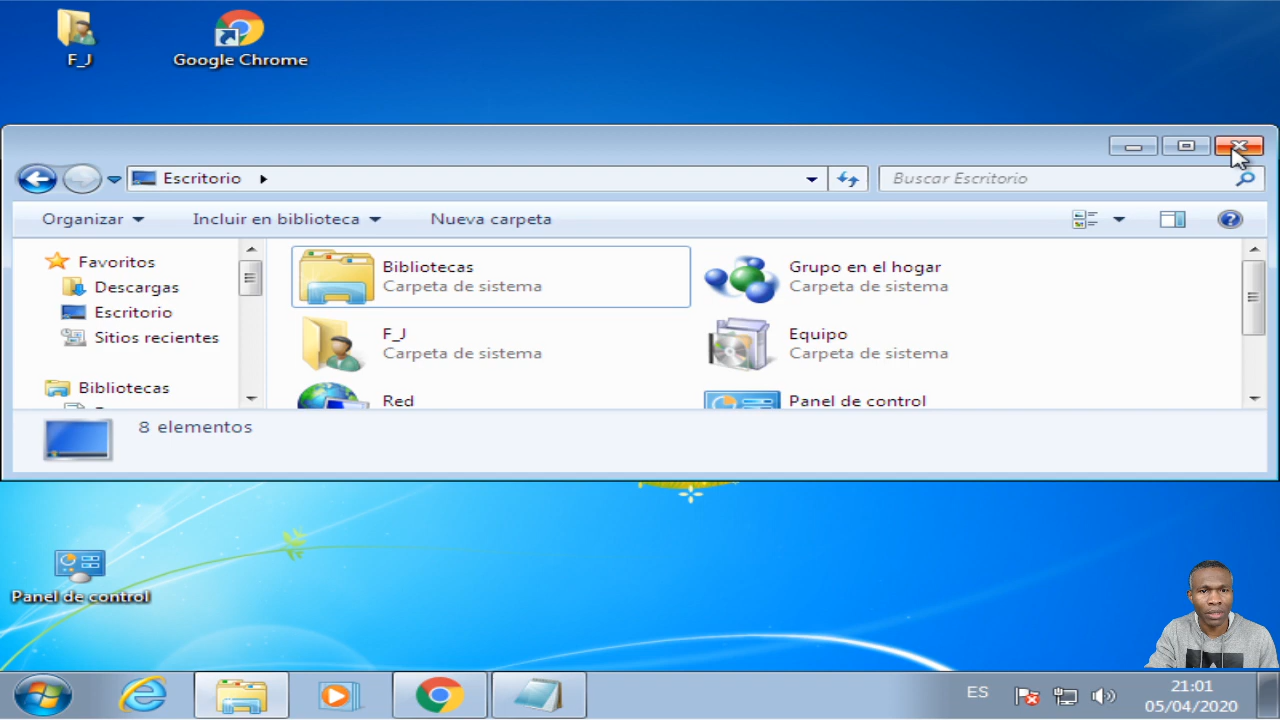 F_J
Google Chrome
Escritorio
Buscar Escritorio
Organizar
Incluir en biblioteca
Nueva carpeta
Favoritos
Descargas
Escritorio
Sitios recientes
Bibliotecas
Bibliotecas
Carpeta de sistema
Grupo en el hogar
Carpeta de sistema
F_J
Carpeta de sistema
Equipo
Carpeta de sistema
Red
Panel de control
8 elementos
Panel de control
ES
21:01
05/04/2020